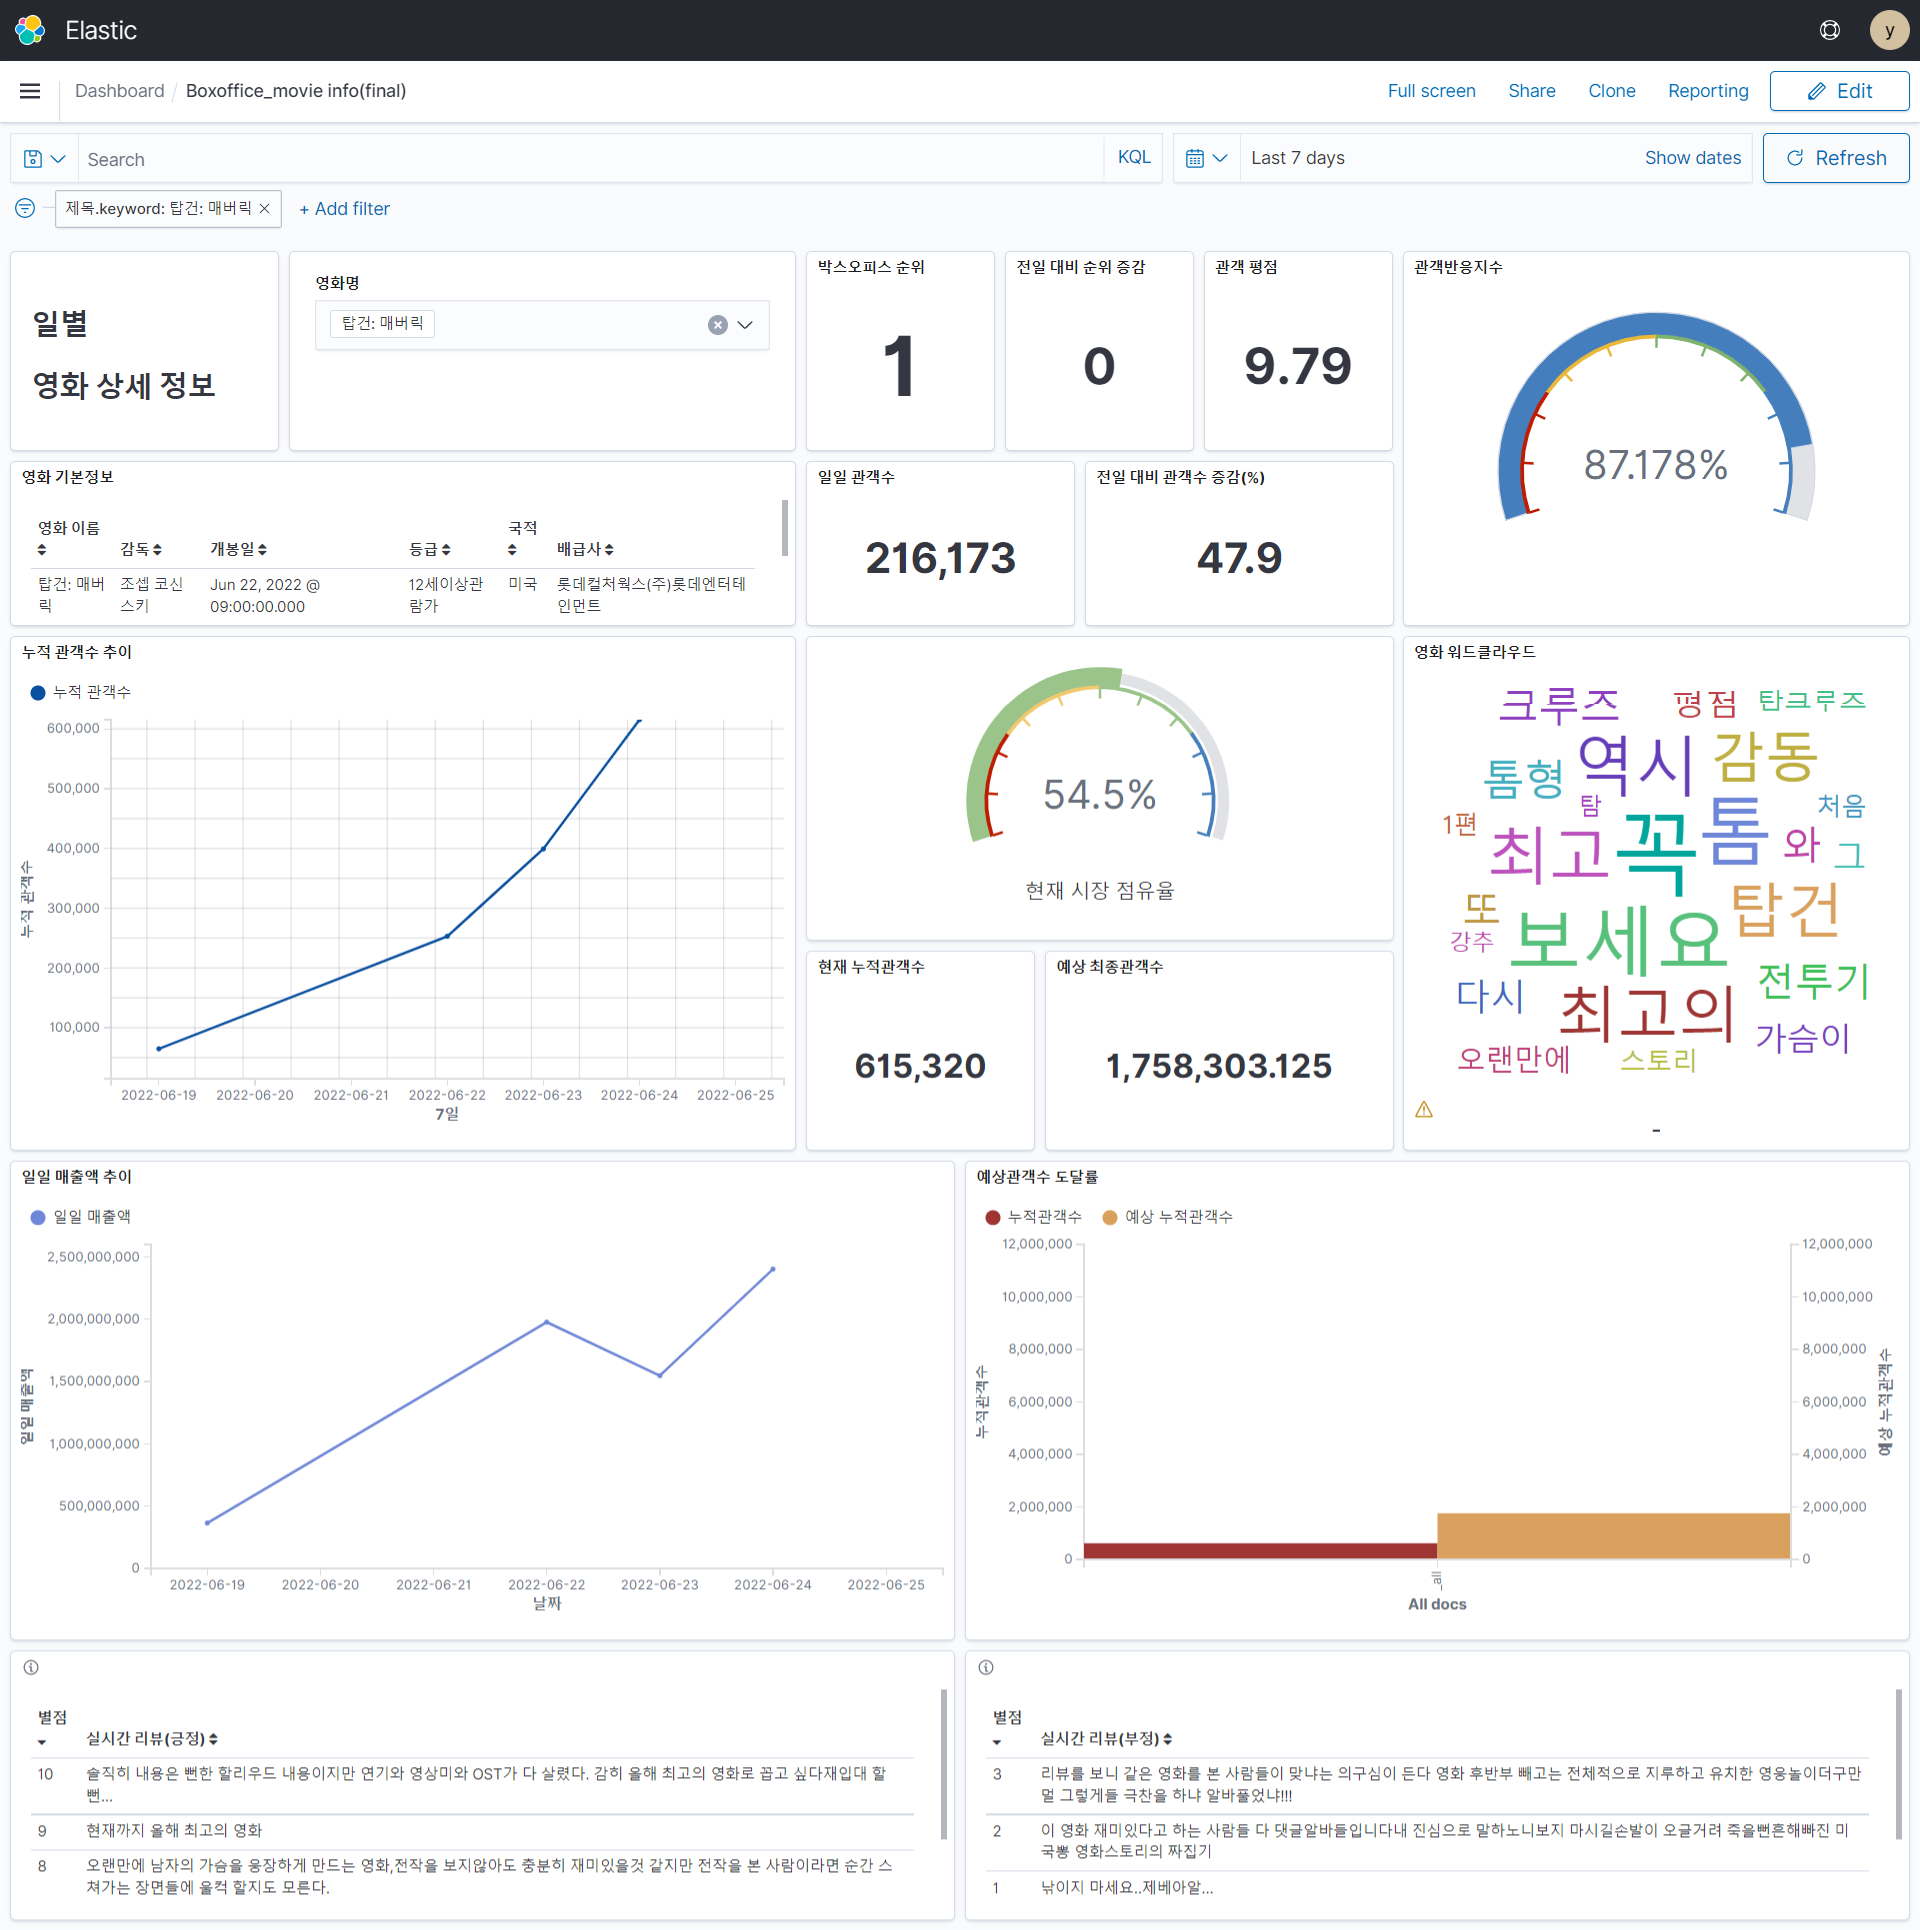 Elastic
y
Dashboard / Boxoffice_movie info(final)
Full screen
Share
Clone
Reporting
Edit
Search
KQL
Last 7 days
Show dates
Refresh
제목.keyword: 탑건: 매버릭
+ Add filter
일별
영화 상세 정보
영화명
탑건: 매버릭
박스오피스 순위
1
전일 대비 순위 증감
0
관객 평점
9.79
관객반응지수
87.178%
영화 기본정보
영화 이름
감독
개봉일
등급
국적
배급사
탑건: 매버
릭
조셉 코신
스키
Jun 22, 2022 @
09:00:00.000
12세이상관
람가
미국
롯데컬처웍스(주)롯데엔터테
인먼트
일일 관객수
216,173
전일 대비 관객수 증감(%)
47.9
누적 관객수 추이
누적 관객수
600,000
500,000
400,000
300,000
200,000
100,000
누적 관객수
2022-06-19
2022-06-20
2022-06-21
2022-06-22
2022-06-23
2022-06-24
2022-06-25
7일
54.5%
현재 시장 점유율
현재 누적관객수
615,320
예상 최종관객수
1,758,303.125
영화 워드클라우드
크루즈
평점
탄크루즈
역시
감동
톰형
탐
처음
1편
최고
꼭
톰
와
그
또
탑건
강추
보세요
다시
전투기
최고의
가슴이
오랜만에
스토리
-
일일 매출액 추이
일일 매출액
2,500,000,000
2,000,000,000
1,500,000,000
1,000,000,000
500,000,000
0
일일 매출액
2022-06-19
2022-06-20
2022-06-21
2022-06-22
2022-06-23
2022-06-24
2022-06-25
날짜
예상관객수 도달률
누적관객수
예상 누적관객수
12,000,000
10,000,000
8,000,000
6,000,000
4,000,000
2,000,000
0
누적관객수
12,000,000
10,000,000
8,000,000
6,000,000
4,000,000
2,000,000
0
예상 누적관객수
_all
All docs
별점
실시간 리뷰(긍정)
10
솔직히 내용은 뻔한 할리우드 내용이지만 연기와 영상미와 OST가 다 살렸다. 감히 올해 최고의 영화로 꼽고 싶다재입대 할
뻔...
9
현재까지 올해 최고의 영화
8
오랜만에 남자의 가슴을 웅장하게 만드는 영화,전작을 보지않아도 충분히 재미있을것 같지만 전작을 본 사람이라면 순간 스
쳐가는 장면들에 울컥 할지도 모른다.
별점
실시간 리뷰(부정)
3
리뷰를 보니 같은 영화를 본 사람들이 맞냐는 의구심이 든다 영화 후반부 빼고는 전체적으로 지루하고 유치한 영웅놀이더구만
멀 그렇게들 극찬을 하냐 알바풀었냐!!!
2
이 영화 재미있다고 하는 사람들 다 댓글알바들입니다내 진심으로 말하노니보지 마시길손발이 오글거려 죽을뻔흔해빠진 미
국뽕 영화스토리의 짜집기
1
낚이지 마세요..제베아알...